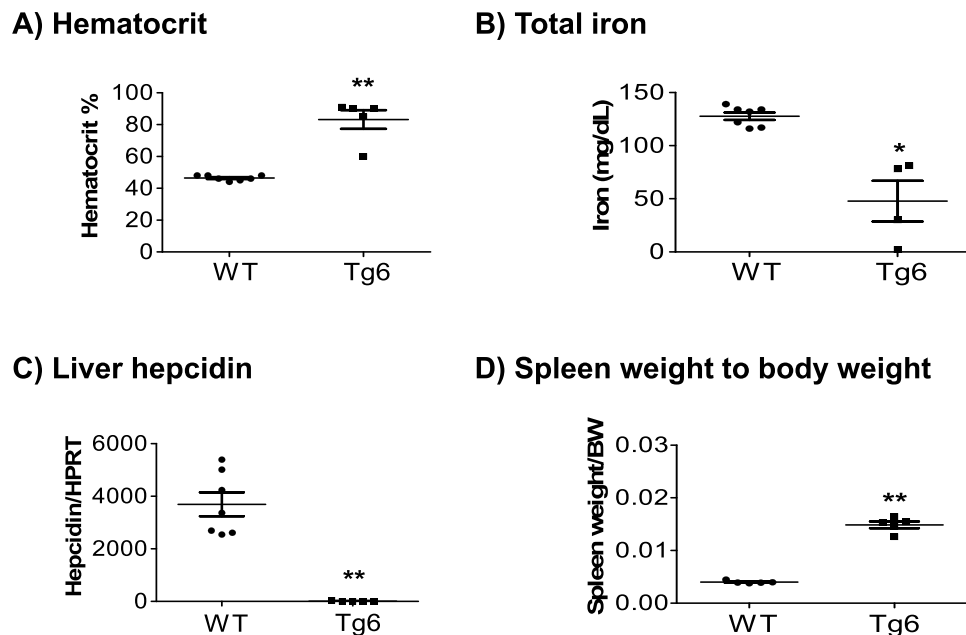 A) Hematocrit
**
Hematocrit %
100
80
60
40
20
0
WT
Tg6
B) Total iron
*
Iron (mg/dL)
150
100
50
0
WT
Tg6
C) Liver hepcidin
**
Hepcidin/HPRT
6000
4000
2000
0
WT
Tg6
D) Spleen weight to body weight
**
Spleen weight/BW
0.03
0.02
0.01
0.00
WT
Tg6